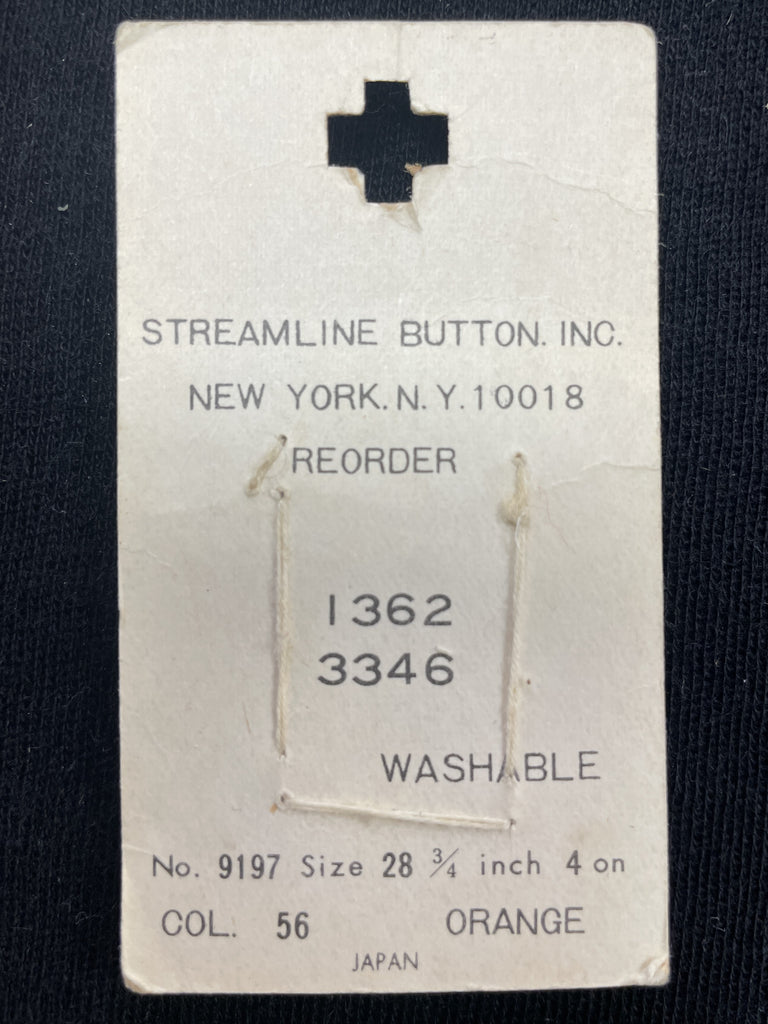 STREAMLINE BUTTON. INC.
NEW YORK. N. Y. 10018
REORDER
1362
3346
WASHABLE
No. 9197 Size 28 ¾ inch 4 on
COL. 56 ORANGE
JAPAN